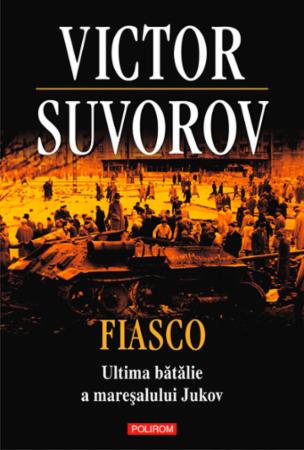 VICTOR
SUVOROV
FIASCO
Ultima bătălie
a mareşalului Jukov
POLIROM